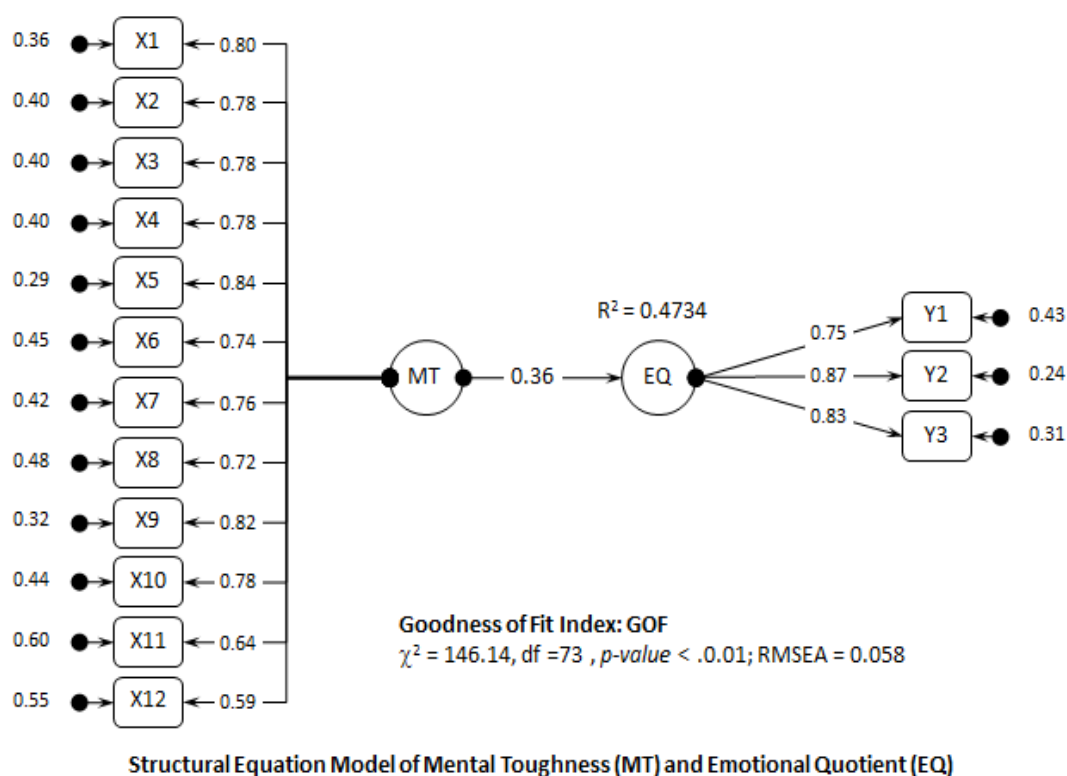 0.36 X1 0.80
0.40 X2 0.78
0.40 X3 0.78
0.40 X4 0.78
0.29 X5 0.84
R² = 0.4734
Y1 0.43
0.75
0.45 X6 0.74
MT 0.36 EQ 0.87 Y2 0.24
0.42 X7 0.76
0.83
Y3 0.31
0.48 X8 0.72
0.32 X9 0.82
0.44 X10 0.78
Goodness of Fit Index: GOF
0.60 X11 0.64
χ² = 146.14, df =73 , p-value < .0.01; RMSEA = 0.058
0.55 X12 0.59
Structural Equation Model of Mental Toughness (MT) and Emotional Quotient (EQ)